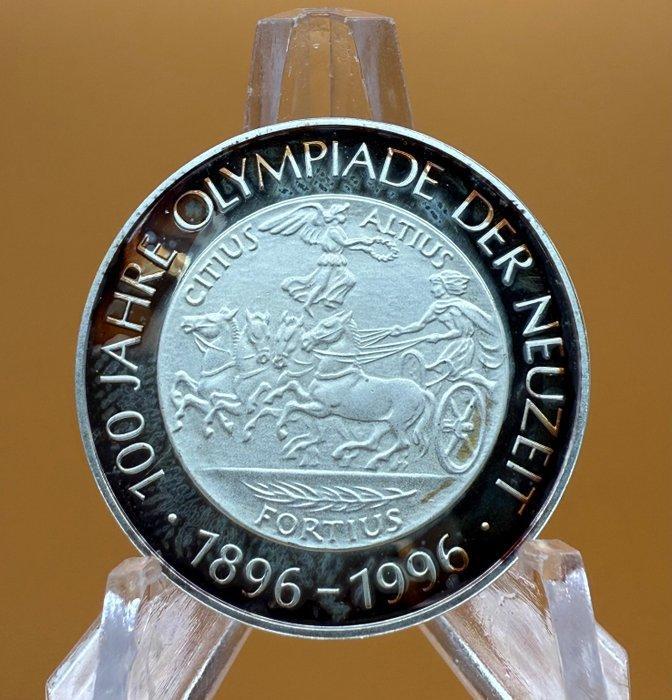 100 JAHRE OLYMPIADE DER NEUZEIT
· 1896-1996 ·
CITIUS ALTIUS
FORTIUS